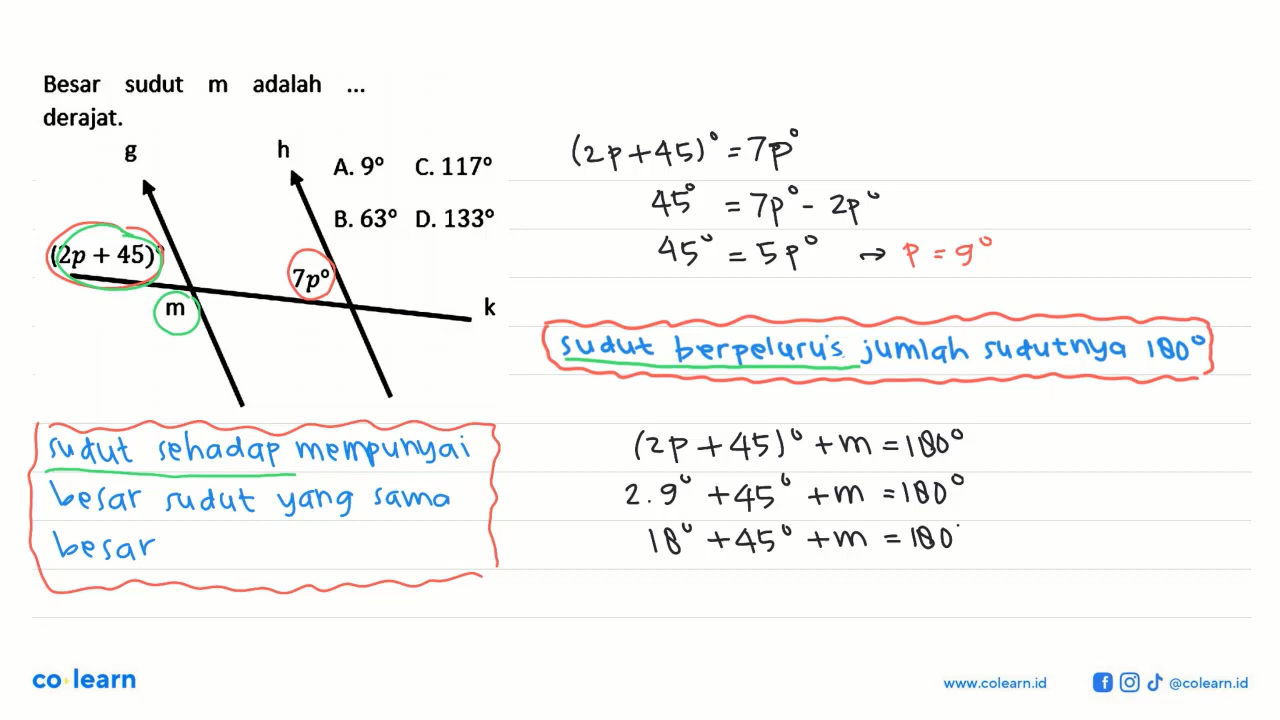 Besar sudut m adalah ...
derajat.
g
h
A. 9° C. 117°
B. 63° D. 133°
(2p + 45)°
7p°
m
k
(2p+45)° = 7p°
45° = 7p° - 2p°
45° = 5p° → p = 9°
sudut berpelurus jumlah sudutnya 180°
sudut sehadap mempunyai
besar sudut yang sama
besar
(2p + 45)° + m = 180°
2.9° + 45° + m = 180°
18° + 45° + m = 180
co learn
www.colearn.id
@colearn.id